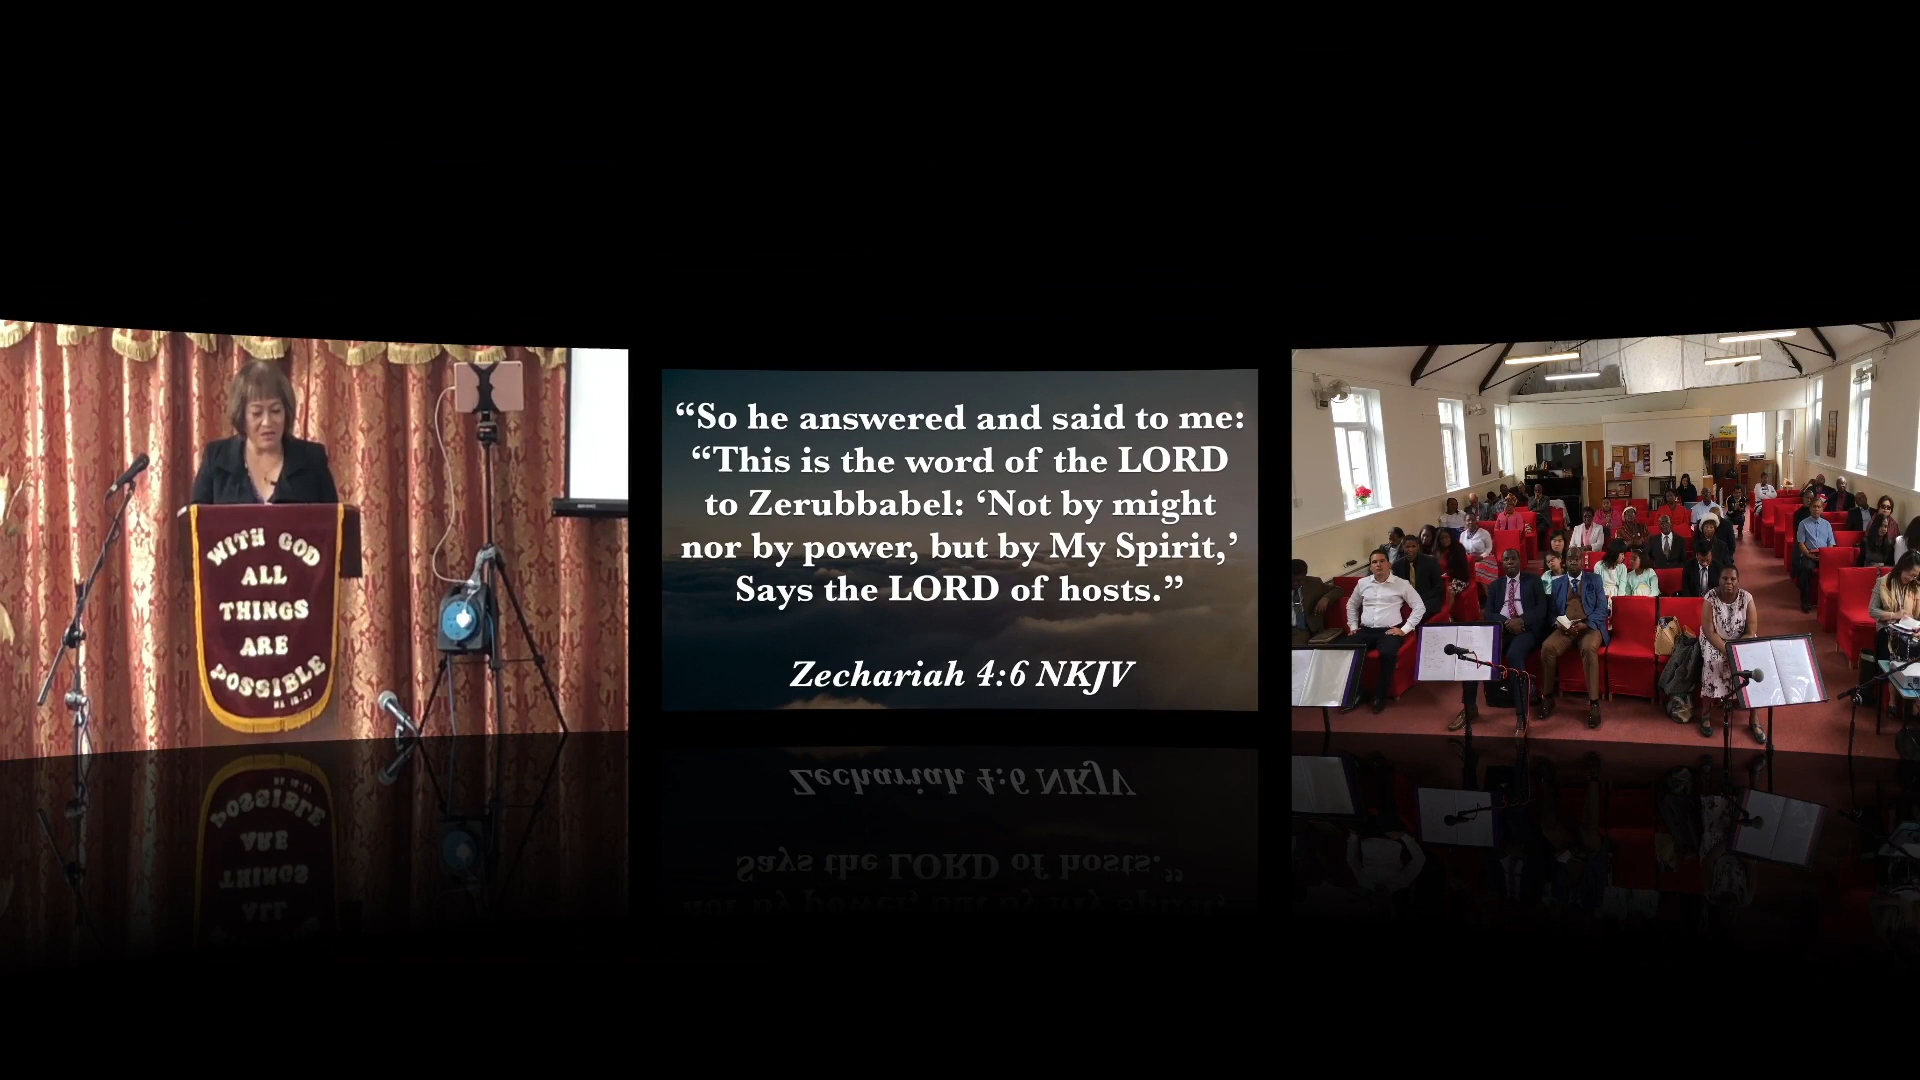 WITH GOD
ALL
THINGS
ARE
POSSIBLE
“So he answered and said to me:
“This is the word of the LORD
to Zerubbabel: ‘Not by might
nor by power, but by My Spirit,’
Says the LORD of hosts.”
Zechariah 4:6 NKJV